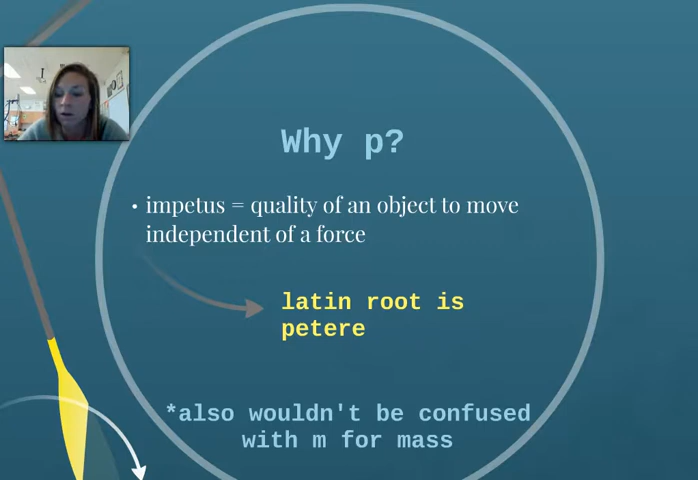 Why p?
• impetus = quality of an object to move
independent of a force
latin root is
petere
*also wouldn't be confused
with m for mass